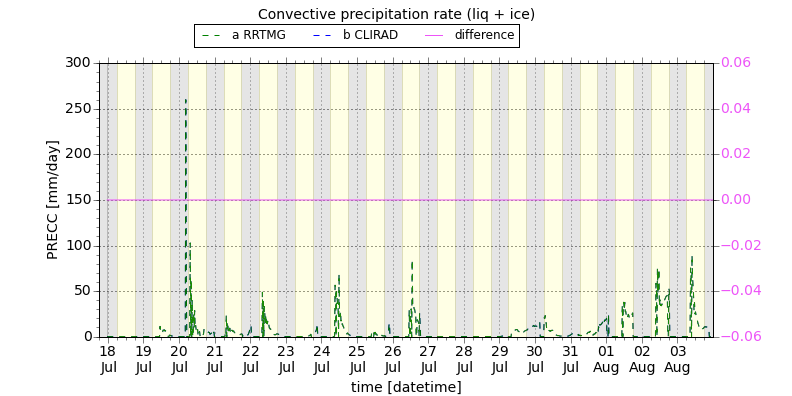 Convective precipitation rate (liq + ice)
a RRTMG b CLIRAD difference
300 0.06
250 0.04
200 0.02
150 0.00
100 −0.02
50 −0.04
0 −0.06
PRECC [mm/day]
18 19 20 21 22 23 24 25 26 27 28 29 30 31 01 02 03
Jul Jul Jul Jul Jul Jul Jul Jul Jul Jul Jul Jul Jul Jul Aug Aug Aug
time [datetime]